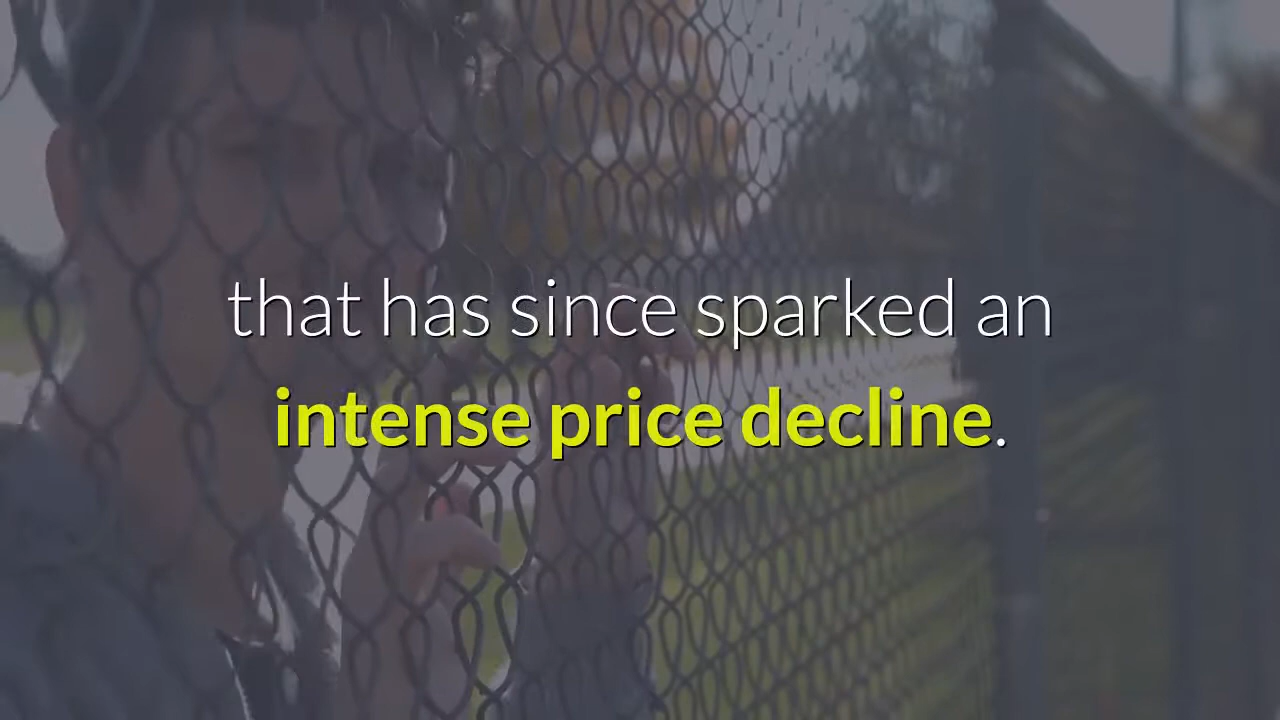 that has since sparked an
intense price decline.